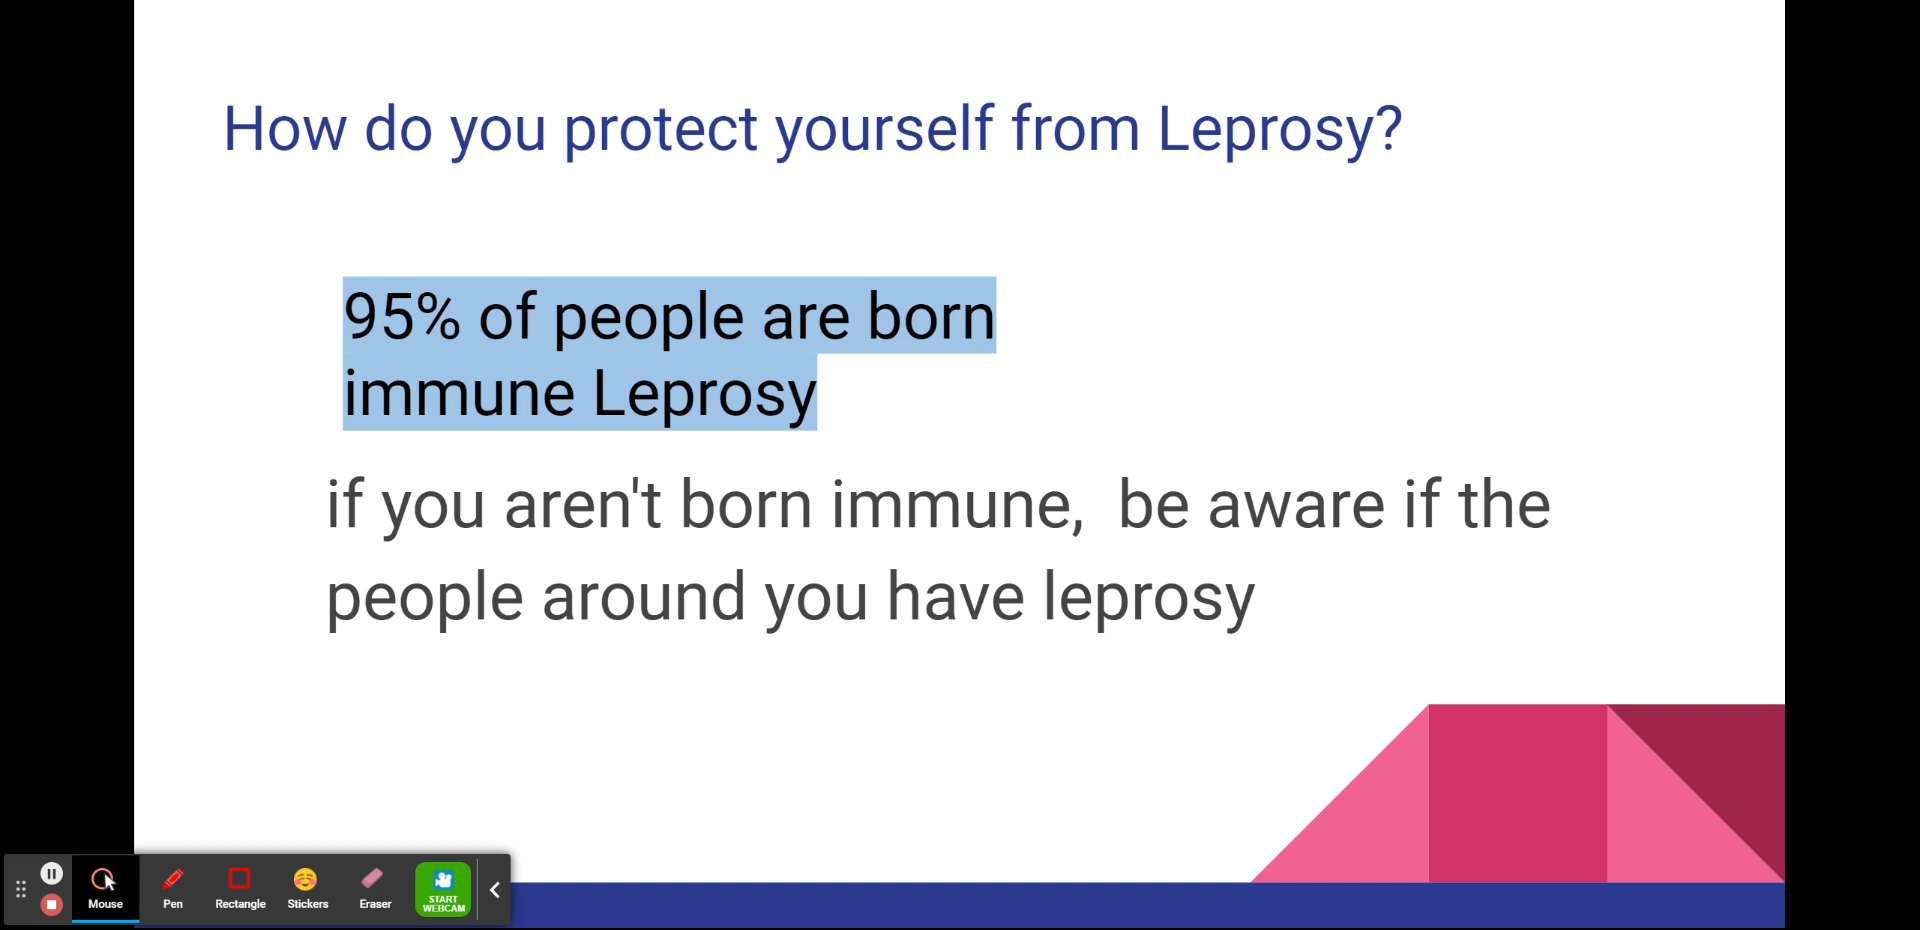 How do you protect yourself from Leprosy?
95% of people are born
immune Leprosy
if you aren't born immune,  be aware if the
people around you have leprosy
Mouse Pen Rectangle Stickers Eraser START
WEBCAM